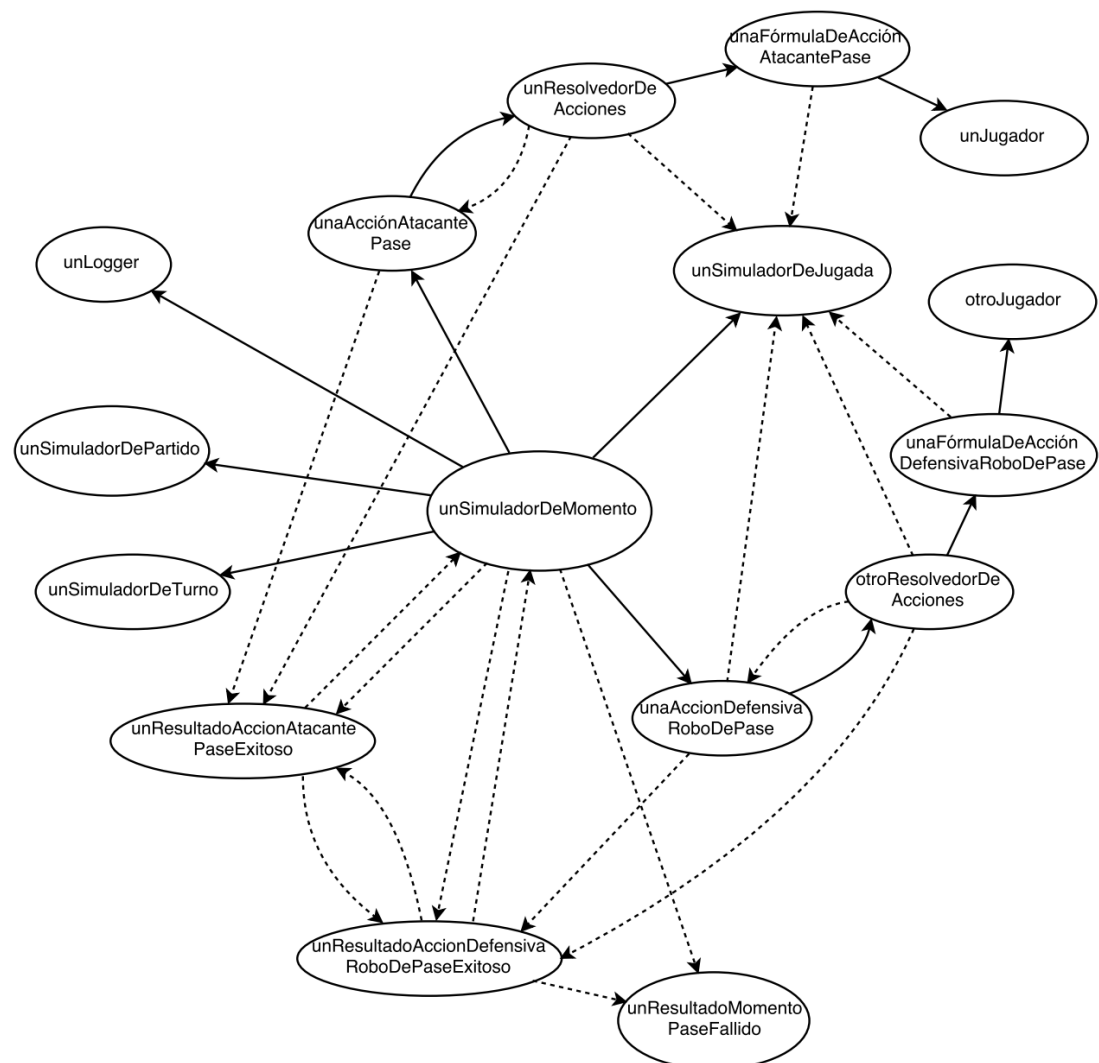 unaFórmulaDeAcción
AtacantePase
unResolvedorDe
Acciones
unJugador
unaAcciónAtacante
Pase
unLogger
unSimuladorDeJugada
otroJugador
unSimuladorDePartido
unaFórmulaDeAcción
DefensivaRoboDePase
unSimuladorDeMomento
unSimuladorDeTurno
otroResolvedorDe
Acciones
unaAccionDefensiva
RoboDePase
unResultadoAccionAtacante
PaseExitoso
unResultadoAccionDefensiva
RoboDePaseExitoso
unResultadoMomento
PaseFallido